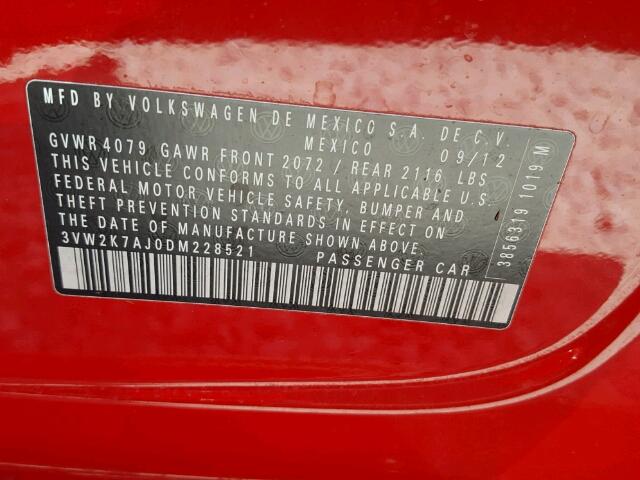 MFD BY VOLKSWAGEN DE MEXICO S.A. DE C.V.
MEXICO 09/12
GVWR 4079 GAWR FRONT 2072 / REAR 2116 LBS
THIS VEHICLE CONFORMS TO ALL APPLICABLE U.S.
FEDERAL MOTOR VEHICLE SAFETY, BUMPER AND
THEFT PREVENTION STANDARDS IN EFFECT ON
THE DATE OF MANUFACTURE SHOWN ABOVE.
3VW2K7AJ0DM228521 PASSENGER CAR
3856319 1019 M